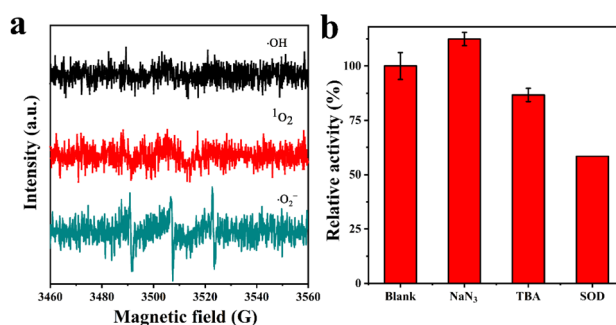 a
·OH
¹O₂
·O₂⁻
Intensity (a.u.)
3460 3480 3500 3520 3540 3560
Magnetic field (G)
b
Relative activity (%)
100
75
50
25
0
Blank NaN₃ TBA SOD